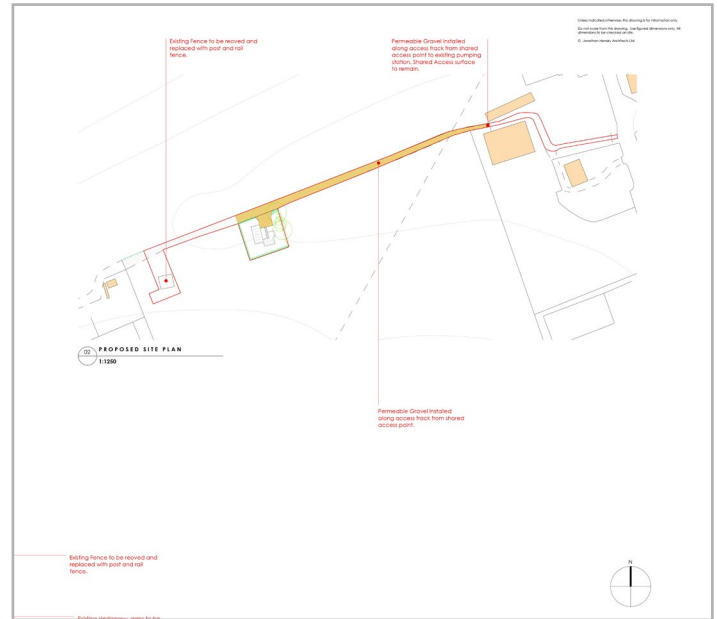 Unless indicated otherwise, this drawing is for information only.
Do not scale from this drawing. Use figured dimensions only. All
dimensions to be checked on site.
© Jonathan Hendry Architects Ltd
Existing Fence to be reoved and
replaced with post and rail
fence.
Permeable Gravel installed
along access track from shared
access point to existing pumping
station. Shared Access surface
to remain.
02
PROPOSED SITE PLAN
1:1250
Permeable Gravel installed
along access track from shared
access point.
Existing Fence to be reoved and
replaced with post and rail
fence.
N